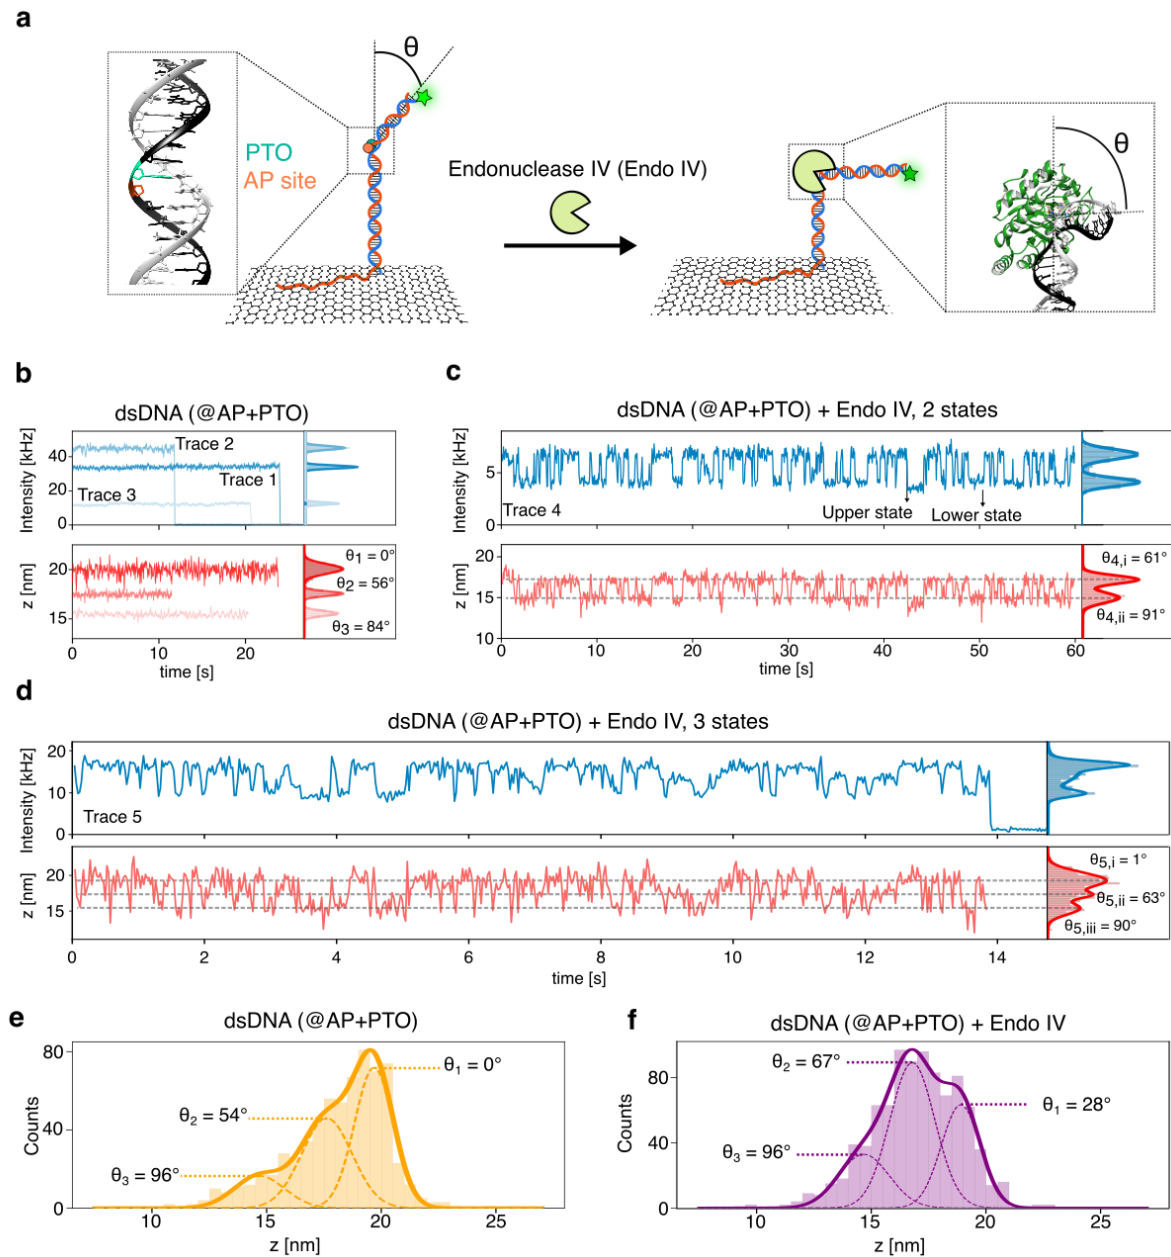 a
θ
PTO
AP site
Endonuclease IV (Endo IV)
θ
b
dsDNA (@AP+PTO)
Intensity [kHz]
40
20
0
Trace 2
Trace 1
Trace 3
z [nm]
20
15
θ1 = 0°
θ2 = 56°
θ3 = 84°
0 10 20
time [s]
c
dsDNA (@AP+PTO) + Endo IV, 2 states
Intensity [kHz]
5
0
Trace 4
Upper state
Lower state
z [nm]
20
15
10
θ4,i = 61°
θ4,ii = 91°
0 10 20 30 40 50 60
time [s]
d
dsDNA (@AP+PTO) + Endo IV, 3 states
Intensity [kHz]
20
10
0
Trace 5
z [nm]
20
15
θ5,i = 1°
θ5,ii = 63°
θ5,iii = 90°
0 2 4 6 8 10 12 14
time [s]
e
dsDNA (@AP+PTO)
Counts
80
40
0
θ1 = 0°
θ2 = 54°
θ3 = 96°
10 15 20 25
z [nm]
f
dsDNA (@AP+PTO) + Endo IV
Counts
80
40
0
θ2 = 67°
θ1 = 28°
θ3 = 96°
10 15 20 25
z [nm]